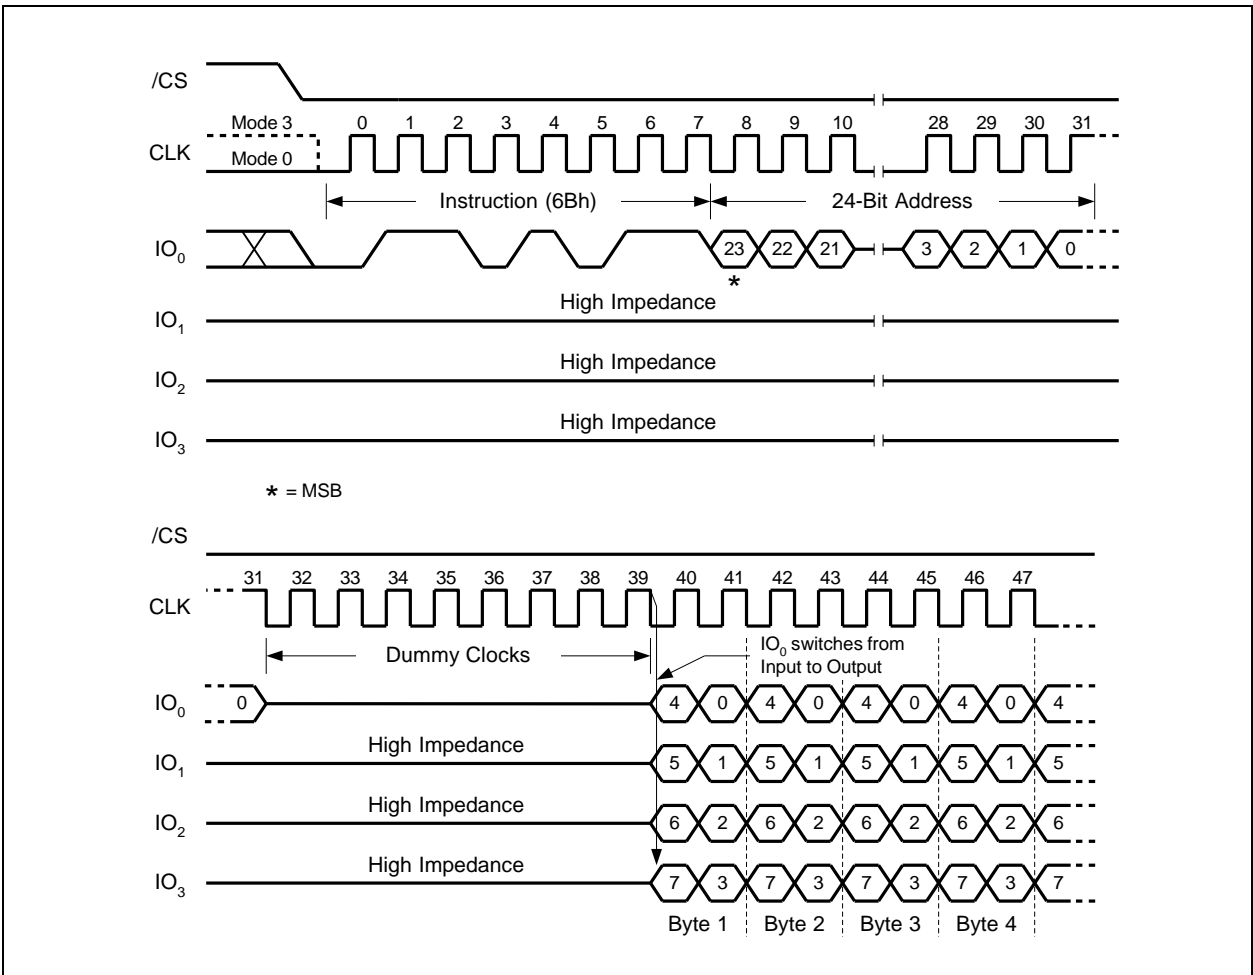 /CS
Mode 3 0 1 2 3 4 5 6 7 8 9 10 28 29 30 31
CLK
Mode 0
Instruction (6Bh) 24-Bit Address
IO0 23 22 21 3 2 1 0
*
High Impedance
IO1
High Impedance
IO2
High Impedance
IO3
* = MSB
/CS
31 32 33 34 35 36 37 38 39 40 41 42 43 44 45 46 47
CLK
Dummy Clocks
IO0 switches from
Input to Output
IO0 0 4 0 4 0 4 0 4 0 4
High Impedance
IO1 5 1 5 1 5 1 5 1 5
High Impedance
IO2 6 2 6 2 6 2 6 2 6
High Impedance
IO3 7 3 7 3 7 3 7 3 7
Byte 1 Byte 2 Byte 3 Byte 4